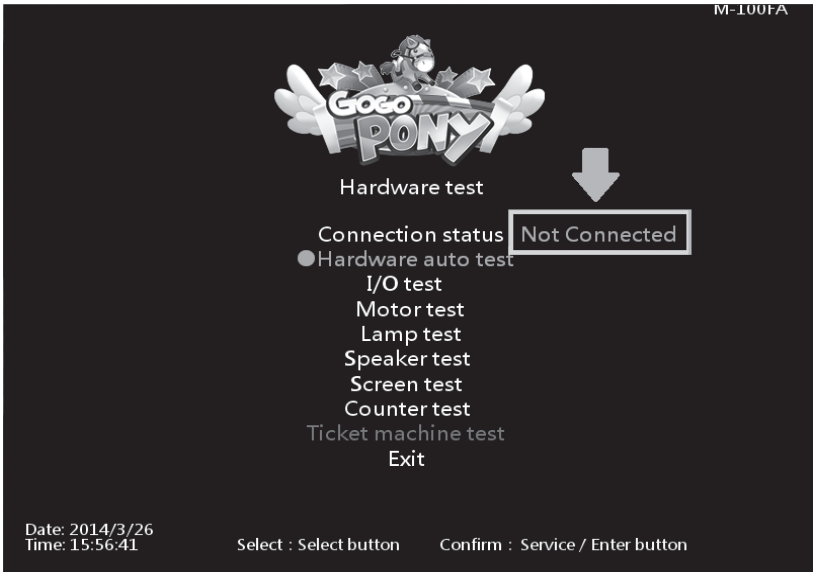 M-100FA
GOGO
PONY
Hardware test
Connection status Not Connected
Hardware auto test
I/O test
Motor test
Lamp test
Speaker test
Screen test
Counter test
Ticket machine test
Exit
Date: 2014/3/26
Time: 15:56:41
Select : Select button Confirm : Service / Enter button